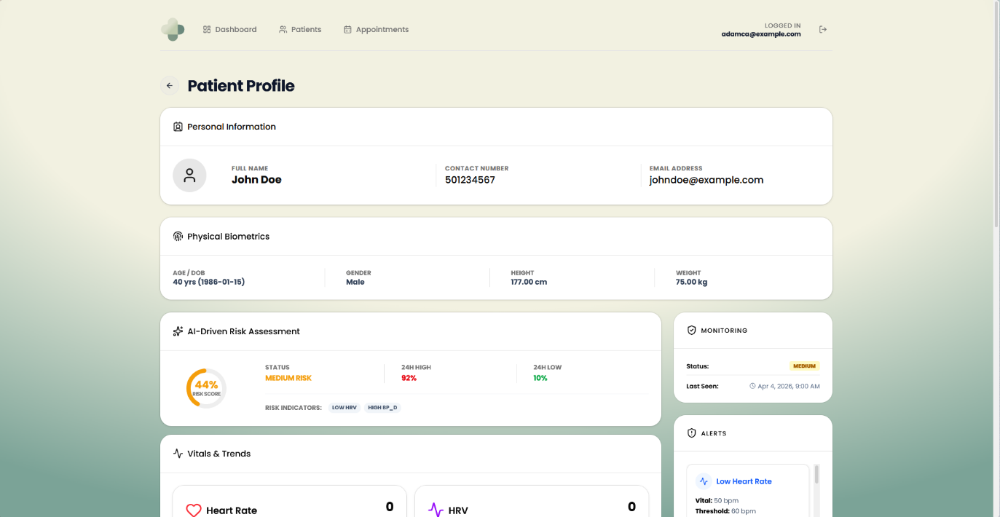 Dashboard
Patients
Appointments
LOGGED IN
adamca@example.com
Patient Profile
Personal Information
FULL NAME
John Doe
CONTACT NUMBER
501234567
EMAIL ADDRESS
johndoe@example.com
Physical Biometrics
AGE / DOB
40 yrs (1986-01-15)
GENDER
Male
HEIGHT
177.00 cm
WEIGHT
75.00 kg
AI-Driven Risk Assessment
44%
RISK SCORE
STATUS
MEDIUM RISK
24H HIGH
92%
24H LOW
10%
RISK INDICATORS: LOW HRV HIGH BP_D
MONITORING
Status: MEDIUM
Last Seen: Apr 4, 2026, 9:00 AM
ALERTS
Low Heart Rate
Vital: 50 bpm
Threshold: 60 bpm
Vitals & Trends
Heart Rate 0
HRV 0